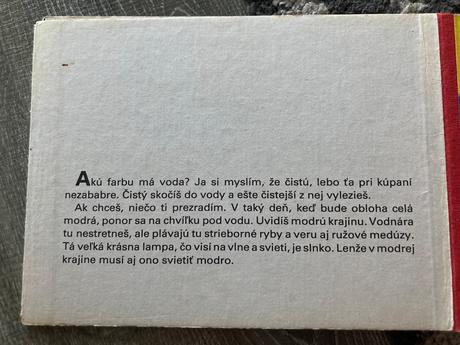 Akú farbu má voda? Ja si myslím, že čistú, lebo ťa pri kúpaní
nezababre. Čistý skočíš do vody a ešte čistejší z nej vylezieš.
Ak chceš, niečo ti prezradím. V taký deň, keď bude obloha celá
modrá, ponor sa na chvíľku pod vodu. Uvidíš modrú krajinu. Vodnára
tu nestretneš, ale plávajú tu strieborné ryby a veru aj ružové medúzy.
Tá veľká krásna lampa, čo visí na vlne a svieti, je slnko. Lenže v modrej
krajine musí aj ono svietiť modro.